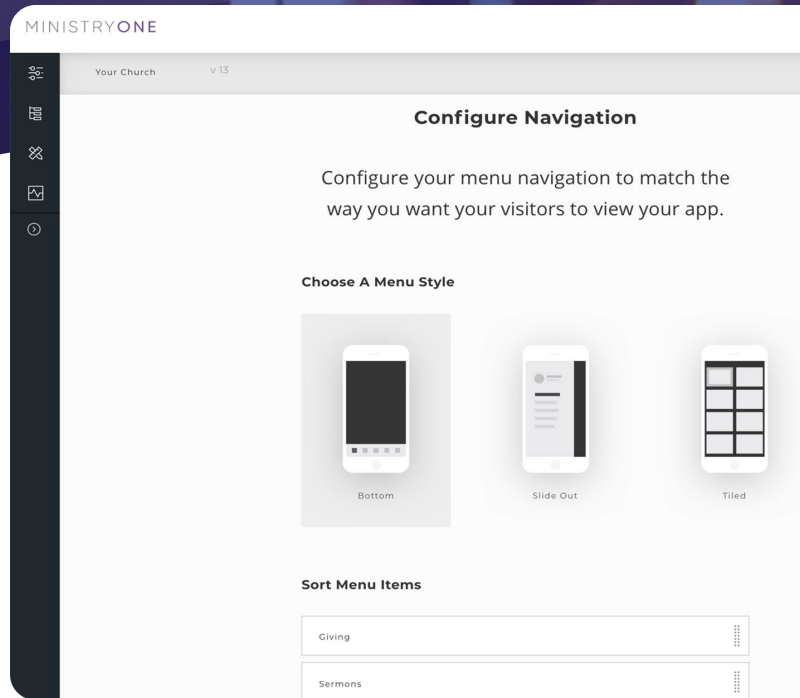 MINISTRYONE
Your Church v 13
Configure Navigation
Configure your menu navigation to match the
way you want your visitors to view your app.
Choose A Menu Style
Bottom Slide Out Tiled
Sort Menu Items
Giving
Sermons